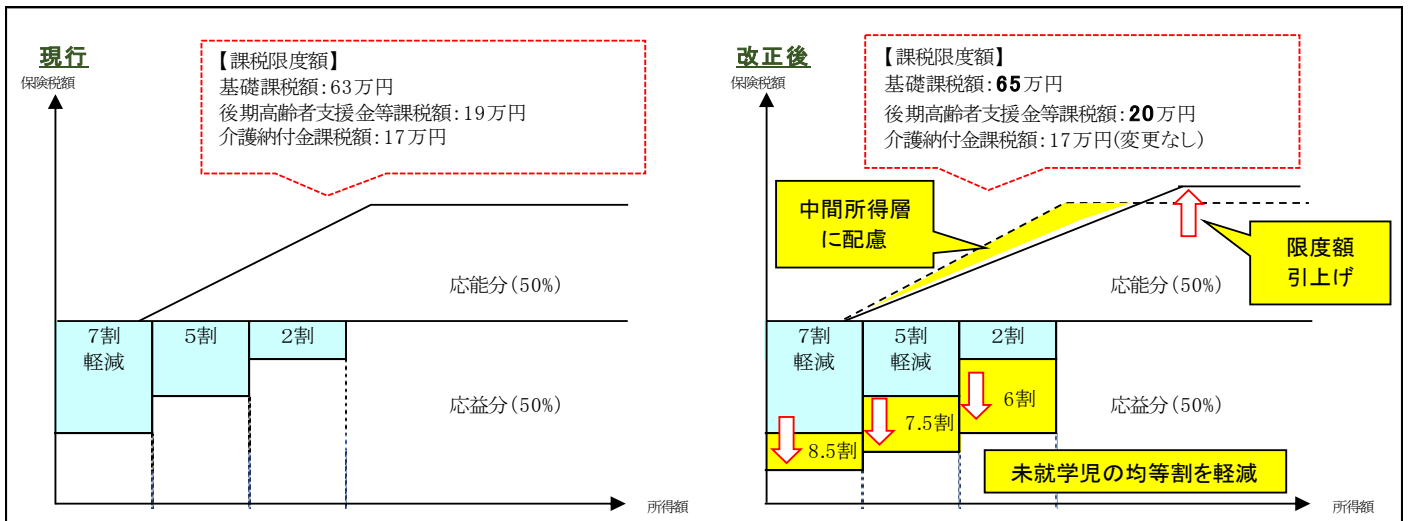 現行
保険税額
【課税限度額】
基礎課税額:63万円
後期高齢者支援金等課税額:19万円
介護納付金課税額:17万円
応能分(50%)
7割
軽減
5割
2割
応益分(50%)
所得額
改正後
保険税額
【課税限度額】
基礎課税額:65万円
後期高齢者支援金等課税額:20万円
介護納付金課税額:17万円(変更なし)
中間所得層
に配慮
限度額
引上げ
応能分(50%)
7割
軽減
5割
軽減
2割
8.5割
7.5割
6割
応益分(50%)
未就学児の均等割を軽減
所得額